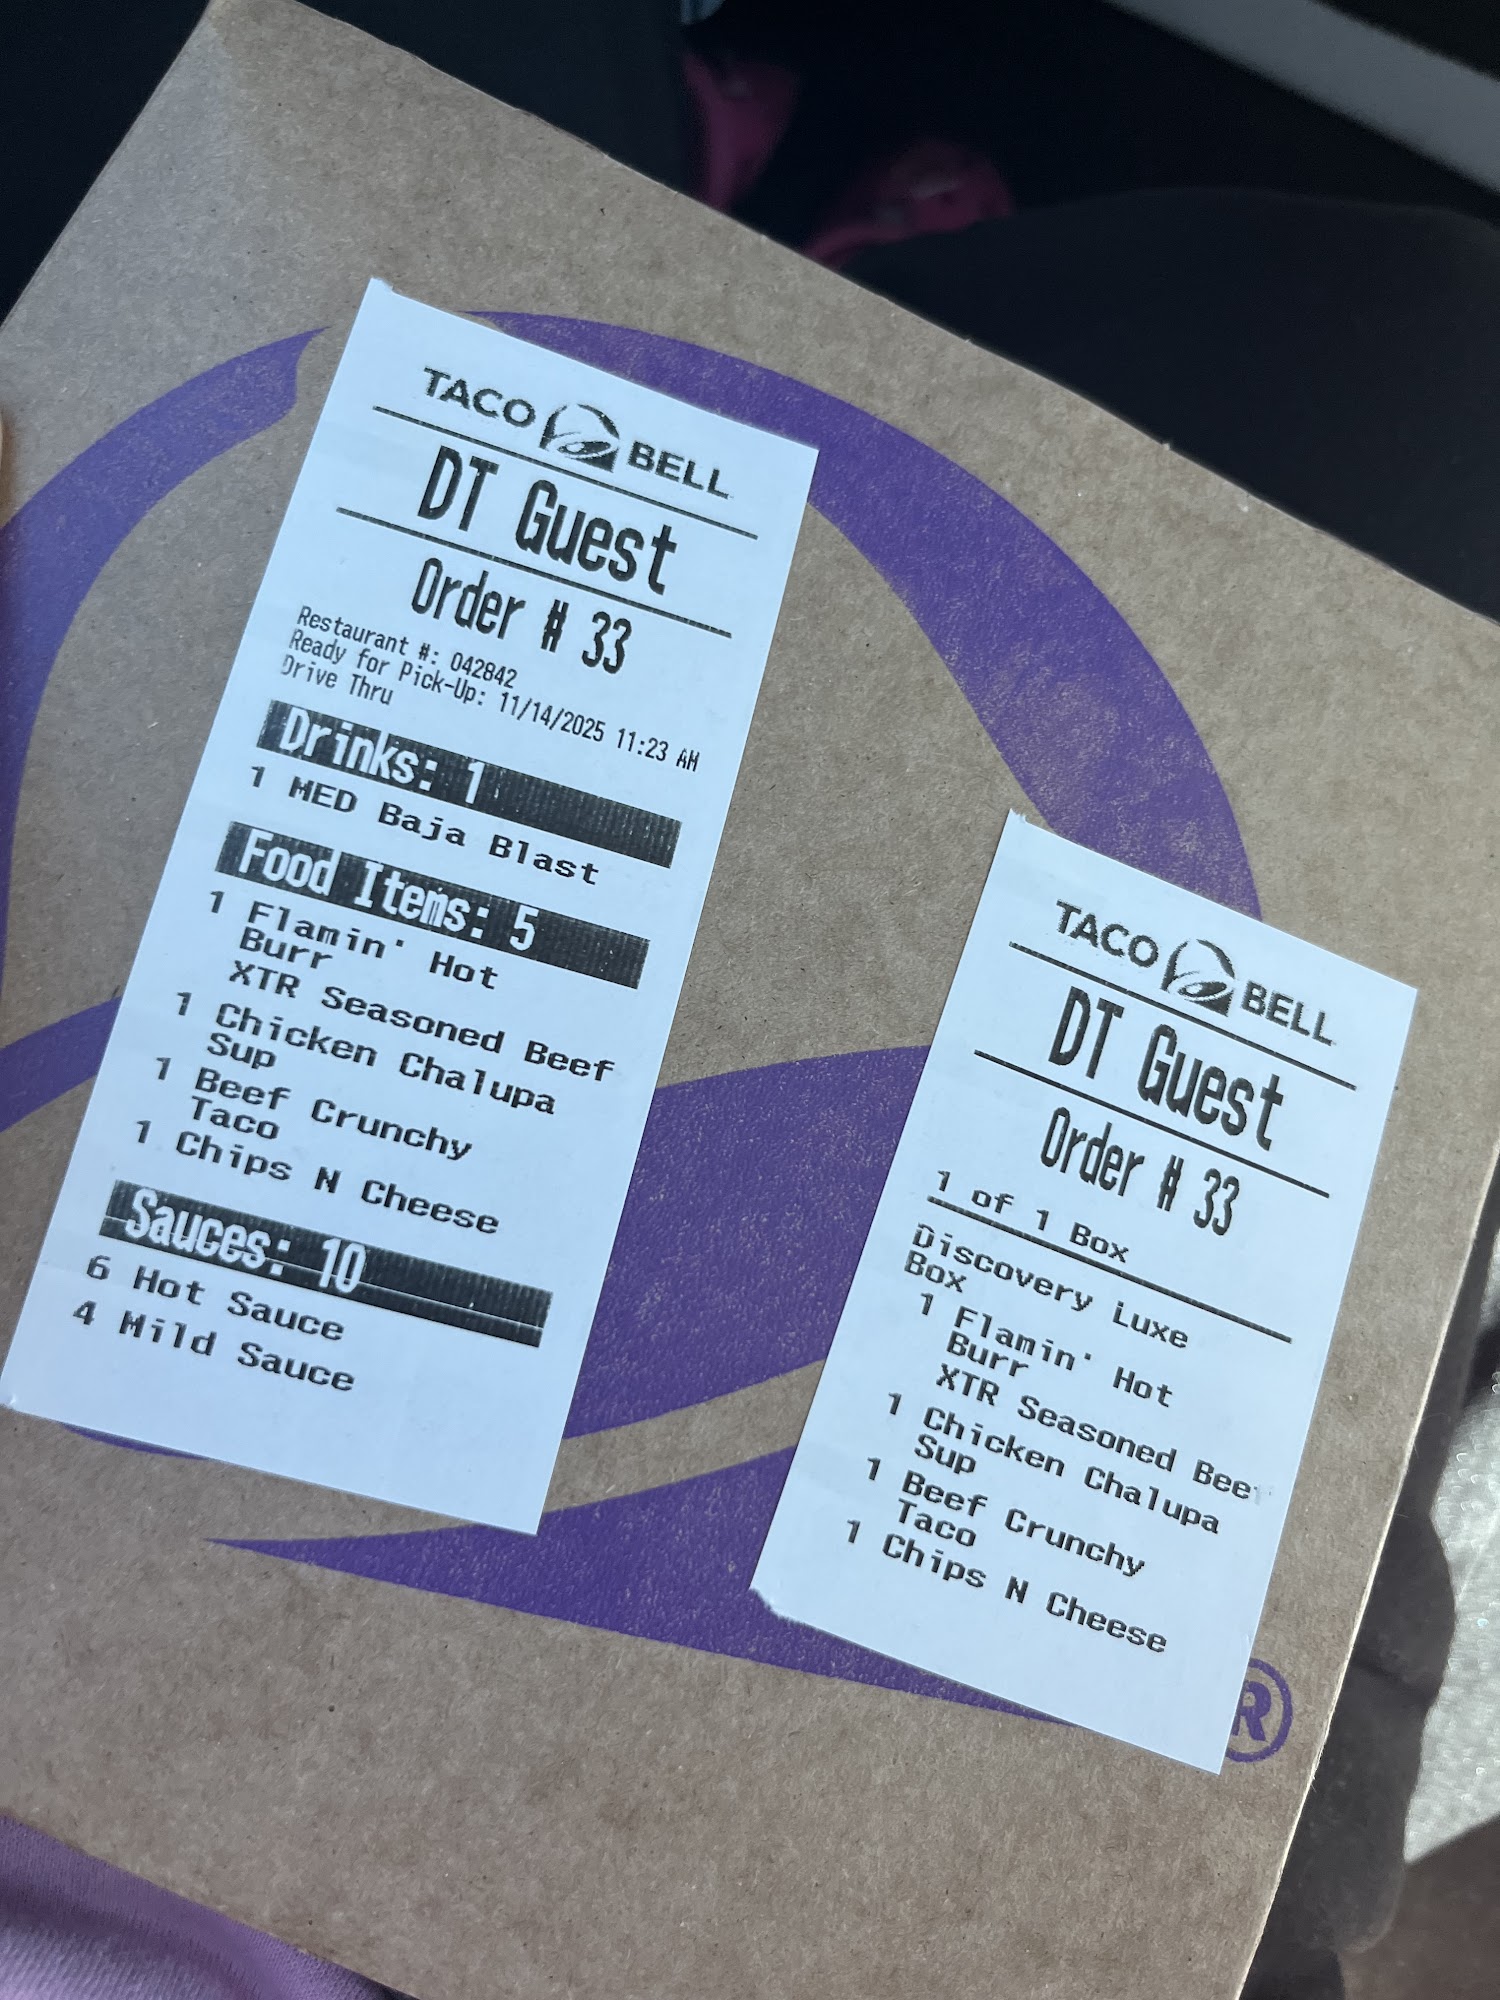 TACO BELL
DT Guest
Order # 33
Restaurant #: 042842
Ready for Pick-Up: 11/14/2025 11:23 AM
Drive Thru
Drinks: 1
1 MED Baja Blast
Food Items: 5
1 Flamin' Hot
Burr
XTR Seasoned Beef
1 Chicken Chalupa
Sup
1 Beef Crunchy
Taco
1 Chips N Cheese
Sauces: 10
6 Hot Sauce
4 Mild Sauce
TACO BELL
DT Guest
Order # 33
1 of 1 Box
Discovery Luxe
Box
1 Flamin' Hot
Burr
XTR Seasoned Bee
1 Chicken Chalupa
Sup
1 Beef Crunchy
Taco
1 Chips N Cheese
®